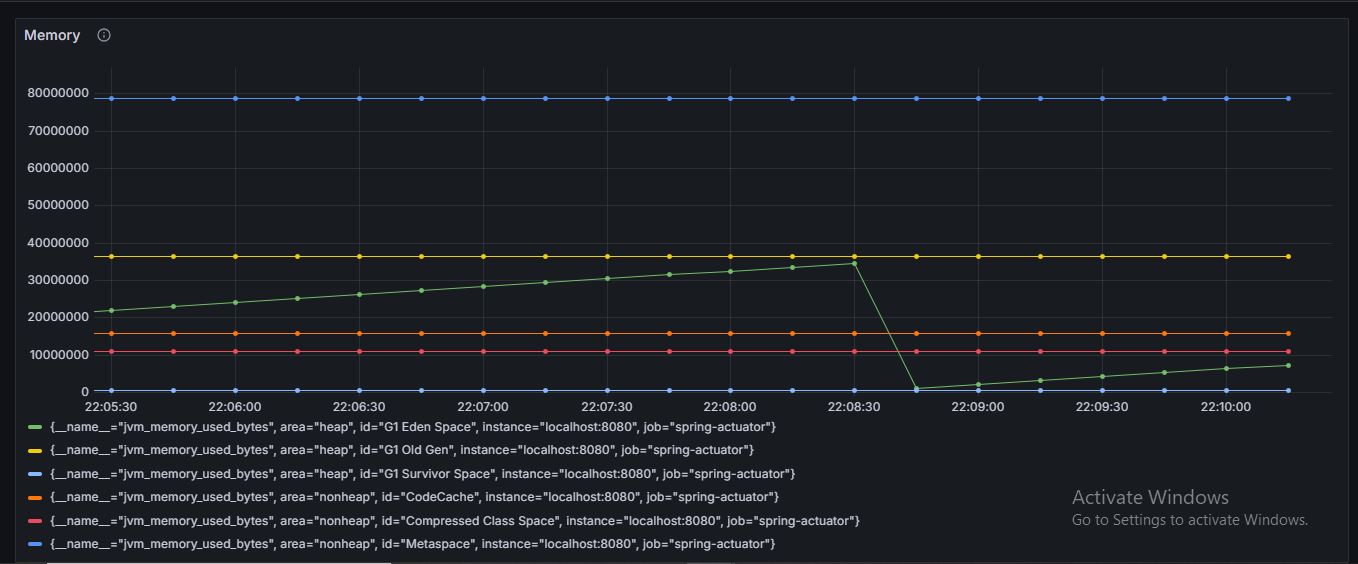 Memory
80000000
70000000
60000000
50000000
40000000
30000000
20000000
10000000
0
22:05:30 22:06:00 22:06:30 22:07:00 22:07:30 22:08:00 22:08:30 22:09:00 22:09:30 22:10:00
{__name__="jvm_memory_used_bytes", area="heap", id="G1 Eden Space", instance="localhost:8080", job="spring-actuator"}
{__name__="jvm_memory_used_bytes", area="heap", id="G1 Old Gen", instance="localhost:8080", job="spring-actuator"}
{__name__="jvm_memory_used_bytes", area="heap", id="G1 Survivor Space", instance="localhost:8080", job="spring-actuator"}
{__name__="jvm_memory_used_bytes", area="nonheap", id="CodeCache", instance="localhost:8080", job="spring-actuator"}
{__name__="jvm_memory_used_bytes", area="nonheap", id="Compressed Class Space", instance="localhost:8080", job="spring-actuator"}
{__name__="jvm_memory_used_bytes", area="nonheap", id="Metaspace", instance="localhost:8080", job="spring-actuator"}
Activate Windows
Go to Settings to activate Windows.